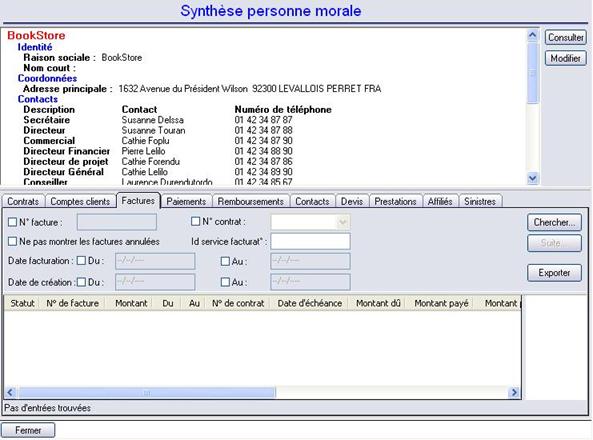 Synthèse personne morale
BookStore
Identité
Raison sociale : BookStore
Nom court :
Coordonnées
Adresse principale : 1632 Avenue du Président Wilson 92300 LEVALLOIS PERRET FRA
Contacts
Description Contact Numéro de téléphone
Secrétaire Susanne Delssa 01 42 34 87 87
Directeur Susanne Touran 01 42 34 87 88
Commercial Cathie Foplu 01 42 34 87 90
Directeur Financier Pierre Lelilo 01 42 34 88 90
Directeur de projet Cathie Forendu 01 42 34 87 86
Directeur Général Cathie Lelilo 01 42 34 89 90
Conseiller Laurence Durendutordo 01 42 34 85 67
Consulter
Modifier
Contrats Comptes clients Factures Paiements Remboursements Contacts Devis Prestations Affiliés Sinistres
N° facture : N° contrat : Chercher...
Ne pas montrer les factures annulées Id service facturat° : Suite...
Date facturation : Du : --/--/---- Au : --/--/----
Exporter
Date de création : Du : --/--/---- Au : --/--/----
Statut N° de facture Montant Du Au N° de contrat Date d'échéance Montant dû Montant payé Montant
Pas d'entrées trouvées
Fermer